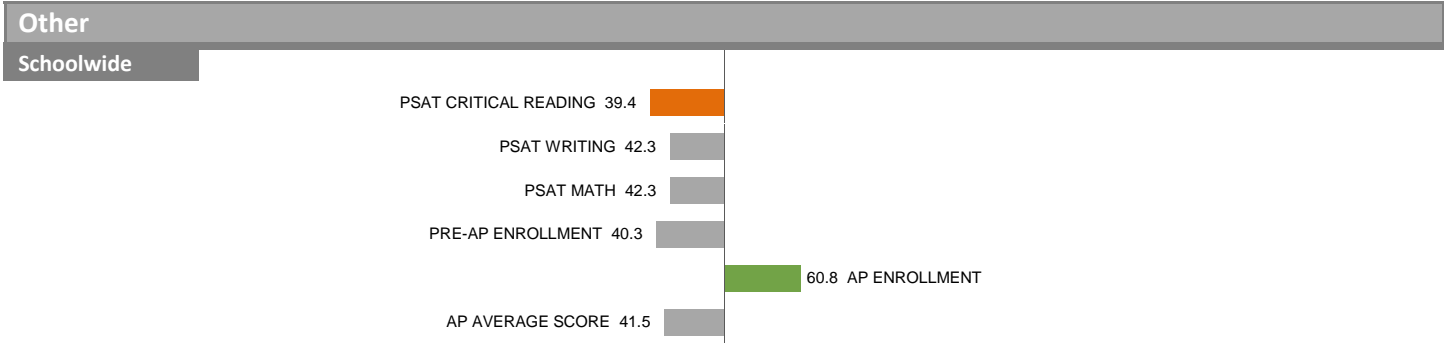 Other
Schoolwide
PSAT CRITICAL READING 39.4
PSAT WRITING 42.3
PSAT MATH 42.3
PRE-AP ENROLLMENT 40.3
60.8 AP ENROLLMENT
AP AVERAGE SCORE 41.5